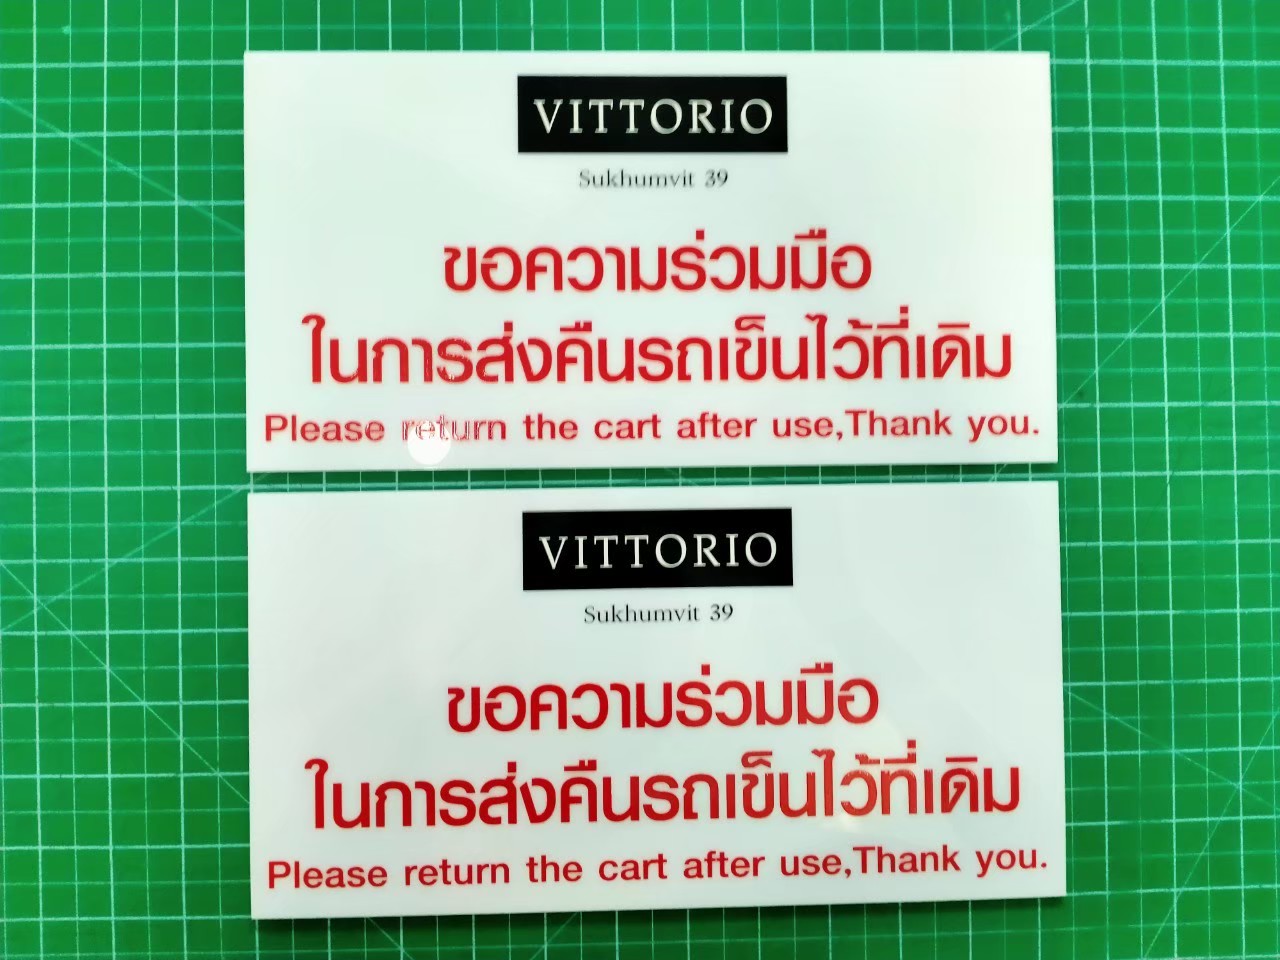 VITTORIO
Sukhumvit 39
ขอความร่วมมือ
ในการส่งคืนรถเข็นไว้ที่เดิม
Please return the cart after use,Thank you.
VITTORIO
Sukhumvit 39
ขอความร่วมมือ
ในการส่งคืนรถเข็นไว้ที่เดิม
Please return the cart after use,Thank you.